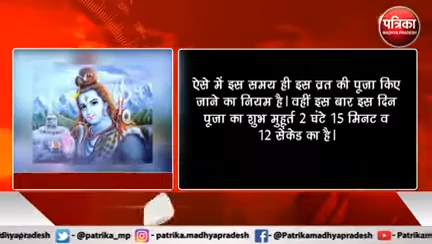 पत्रिका
MADHYA PRADESH
ऐसे में इस समय ही इस व्रत की पूजा किए
जाने का नियम है। वहीं इस बार इस दिन
पूजा का शुभ मुहूर्त 2 घंटे 15 मिनट व
12 सेकेंड का है।
@patrika_mp patrika.madhyapradesh @Patrikamadhyapradesh